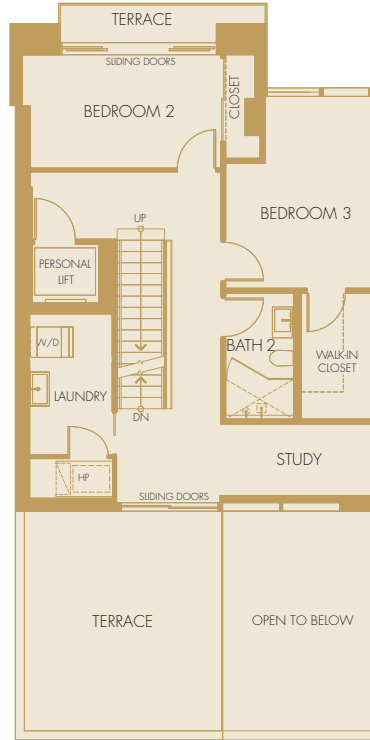 TERRACE
SLIDING DOORS
BEDROOM 2
CLOSET
BEDROOM 3
UP
PERSONAL
LIFT
W/D
BATH 2
WALK-IN
CLOSET
LAUNDRY
DN
STUDY
HP
SLIDING DOORS
TERRACE
OPEN TO BELOW